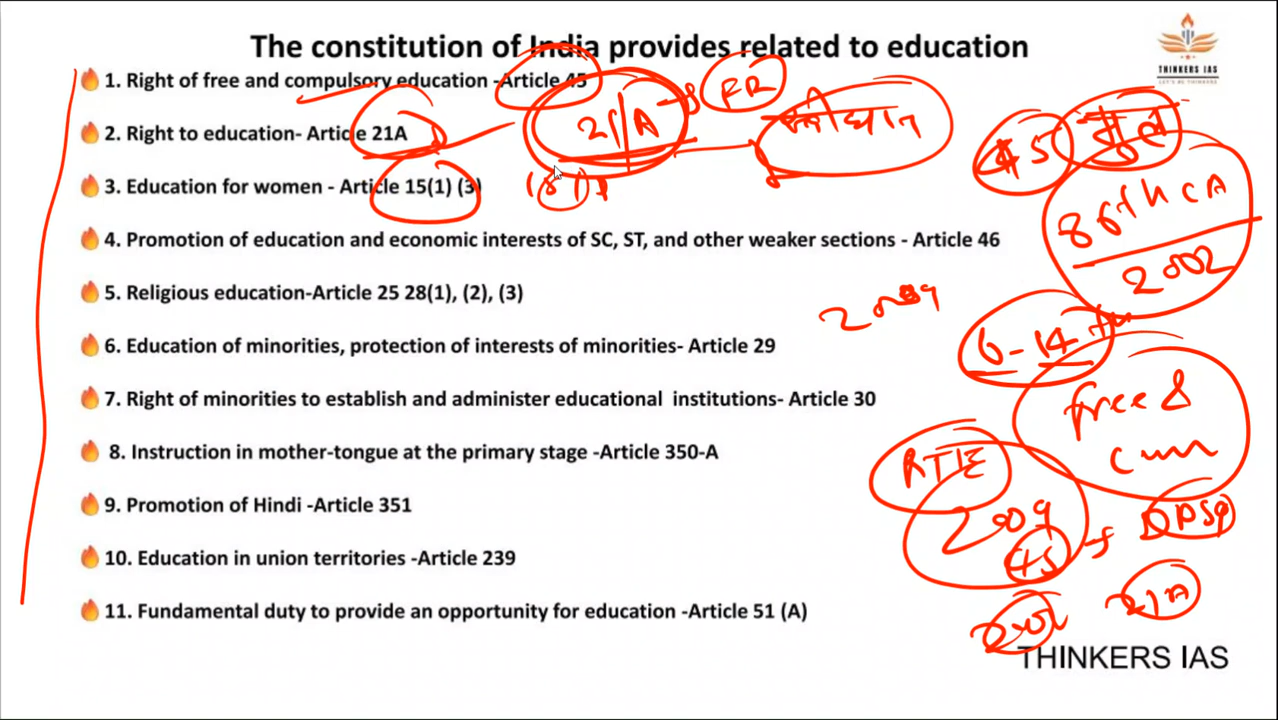 The constitution of India provides related to education
THINKERS IAS
LET'S BE THINKERS
1. Right of free and compulsory education -Article 45
2. Right to education- Article 21A
3. Education for women - Article 15(1) (3)
4. Promotion of education and economic interests of SC, ST, and other weaker sections - Article 46
5. Religious education-Article 25 28(1), (2), (3)
6. Education of minorities, protection of interests of minorities- Article 29
7. Right of minorities to establish and administer educational institutions- Article 30
8. Instruction in mother-tongue at the primary stage -Article 350-A
9. Promotion of Hindi -Article 351
10. Education in union territories -Article 239
11. Fundamental duty to provide an opportunity for education -Article 51 (A)
21A
FR
45
86th CA
2002
2009
6-14
free &
RTE
2009
45
DPSP
21A
THINKERS IAS